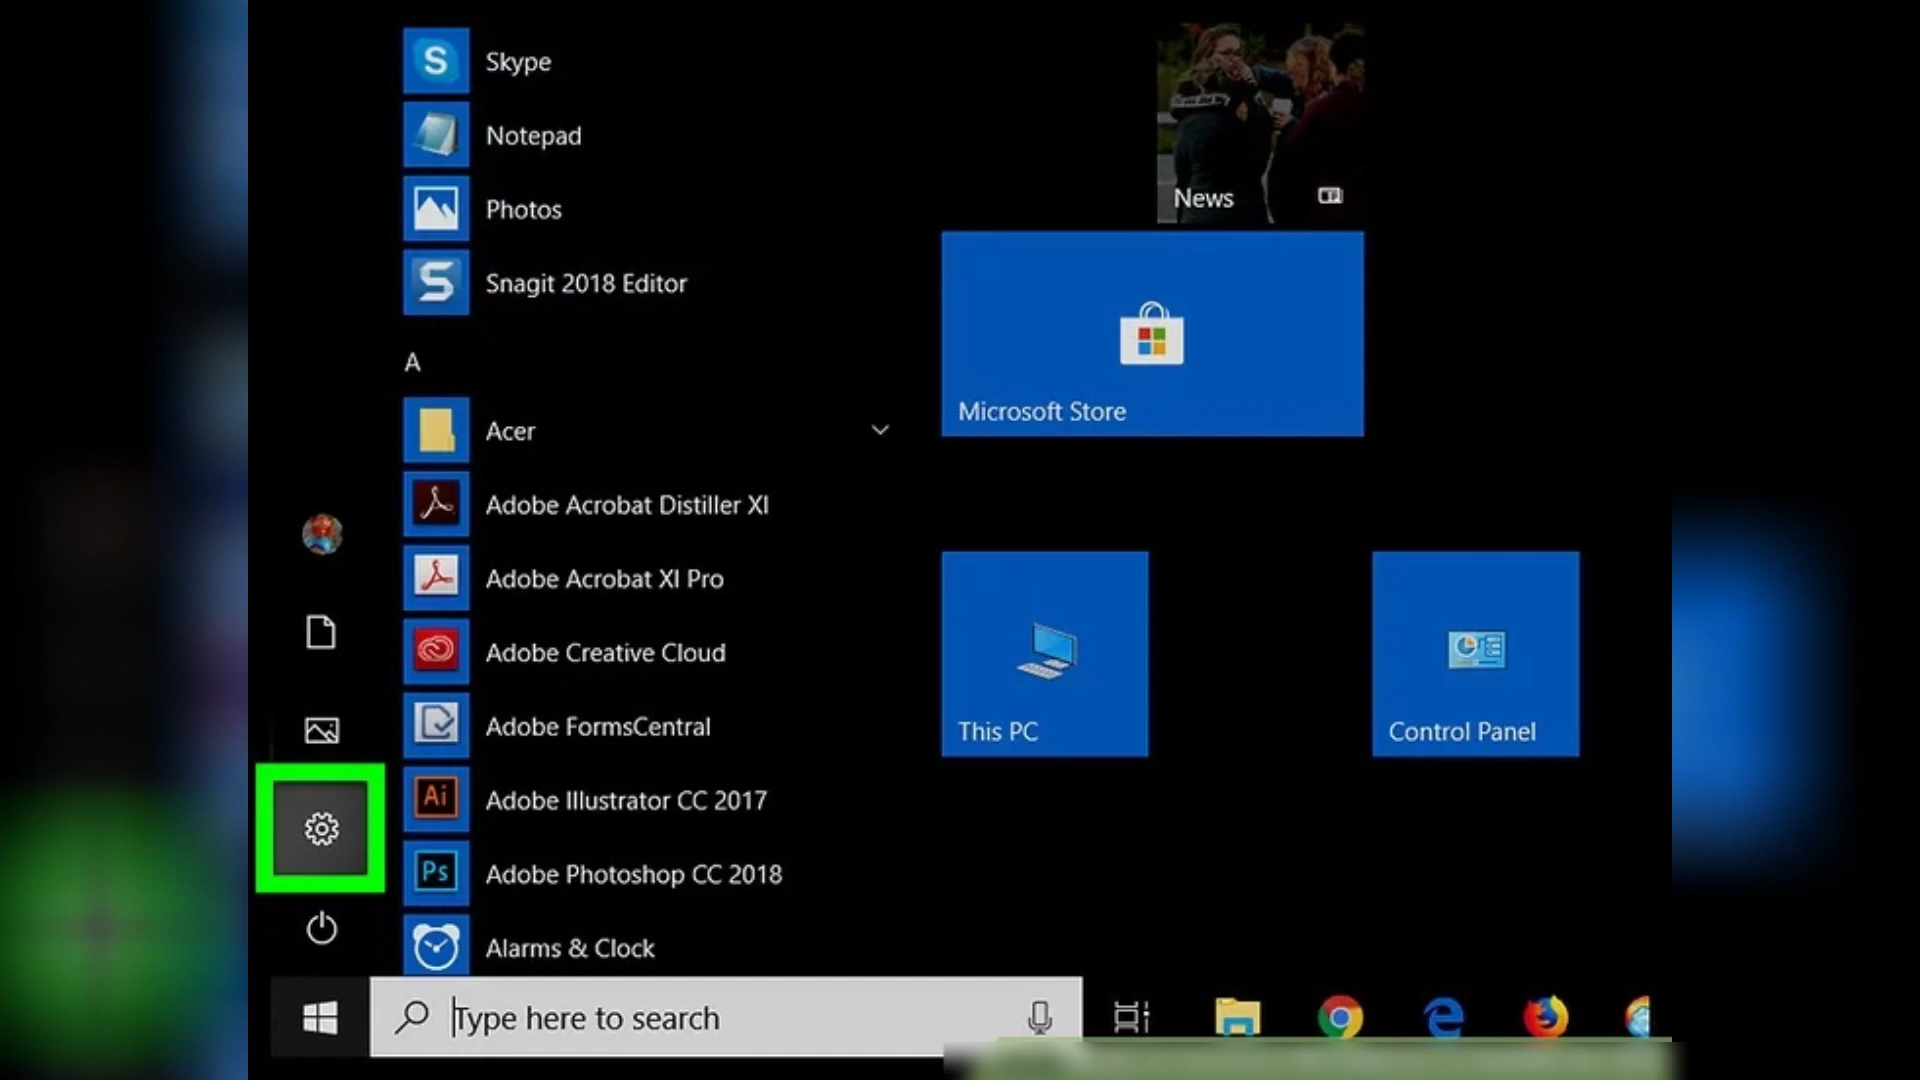 Skype
Notepad
Photos
Snagit 2018 Editor
A
Acer
Adobe Acrobat Distiller XI
Adobe Acrobat XI Pro
Adobe Creative Cloud
Adobe FormsCentral
Ai
Adobe Illustrator CC 2017
Ps
Adobe Photoshop CC 2018
Alarms & Clock
News
Microsoft Store
This PC
Control Panel
Type here to search